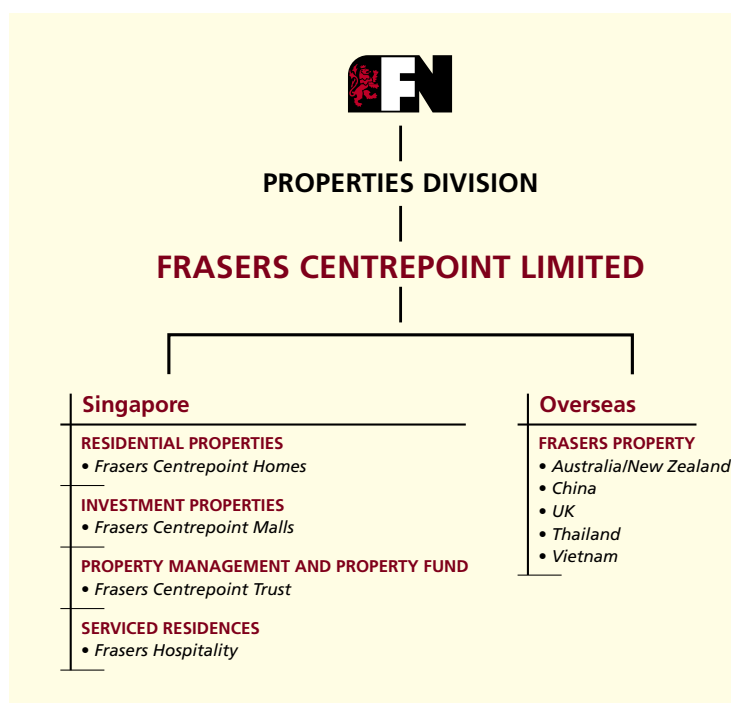 FN
PROPERTIES DIVISION
FRASERS CENTREPOINT LIMITED
Singapore
RESIDENTIAL PROPERTIES
• Frasers Centrepoint Homes
INVESTMENT PROPERTIES
• Frasers Centrepoint Malls
PROPERTY MANAGEMENT AND PROPERTY FUND
• Frasers Centrepoint Trust
SERVICED RESIDENCES
• Frasers Hospitality
Overseas
FRASERS PROPERTY
• Australia/New Zealand
• China
• UK
• Thailand
• Vietnam